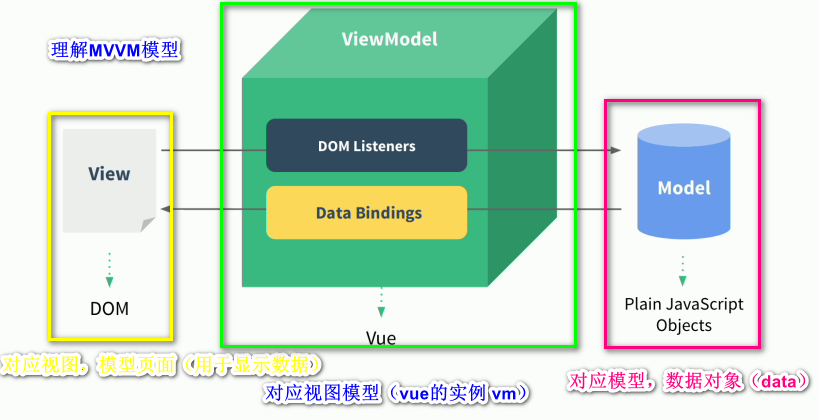 理解MVVM模型
ViewModel
DOM Listeners
View
Model
Data Bindings
DOM
Plain JavaScript
Objects
Vue
对应视图，模型页面（用于显示数据）
对应视图模型（vue的实例 vm）
对应模型，数据对象（data）